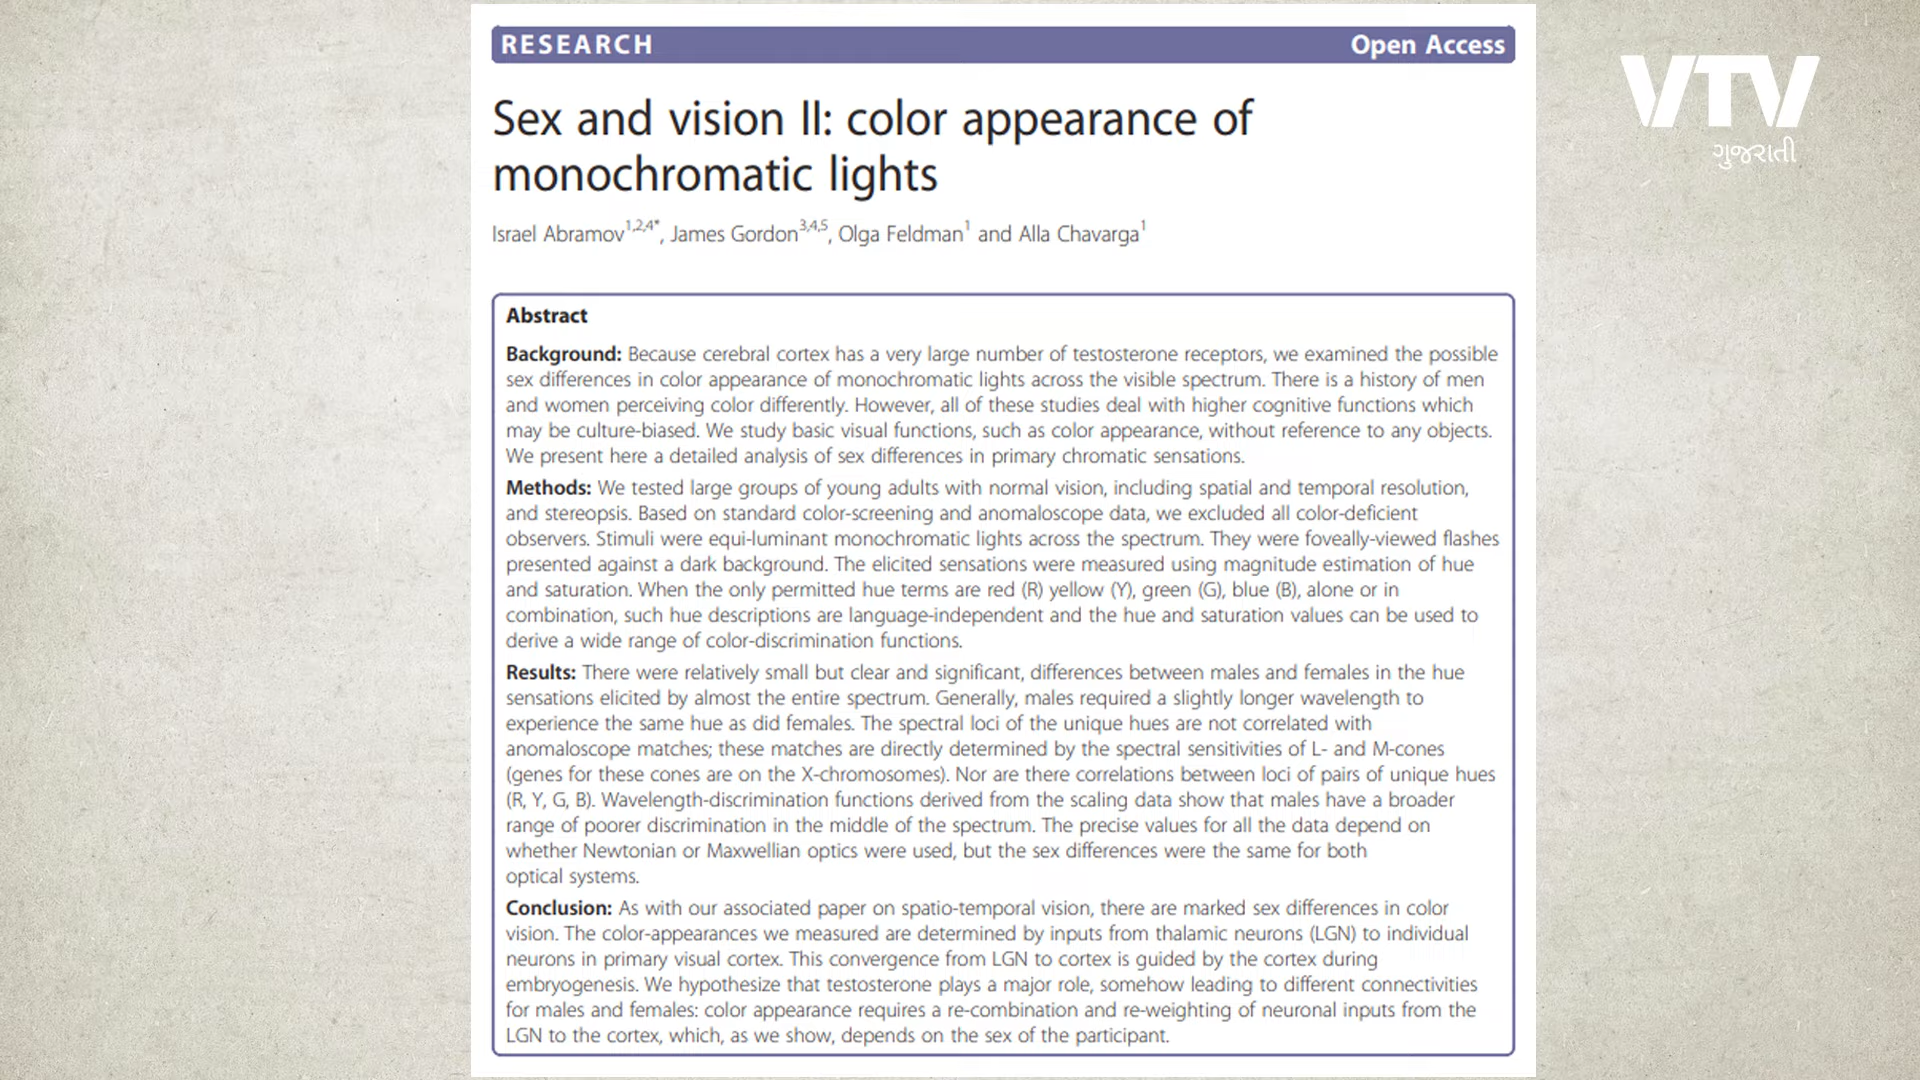 RESEARCH Open Access
Sex and vision II: color appearance of
monochromatic lights
Israel Abramov1,2,4*, James Gordon3,4,5, Olga Feldman1 and Alla Chavarga1
Abstract
Background: Because cerebral cortex has a very large number of testosterone receptors, we examined the possible
sex differences in color appearance of monochromatic lights across the visible spectrum. There is a history of men
and women perceiving color differently. However, all of these studies deal with higher cognitive functions which
may be culture-biased. We study basic visual functions, such as color appearance, without reference to any objects.
We present here a detailed analysis of sex differences in primary chromatic sensations.
Methods: We tested large groups of young adults with normal vision, including spatial and temporal resolution,
and stereopsis. Based on standard color-screening and anomaloscope data, we excluded all color-deficient
observers. Stimuli were equi-luminant monochromatic lights across the spectrum. They were foveally-viewed flashes
presented against a dark background. The elicited sensations were measured using magnitude estimation of hue
and saturation. When the only permitted hue terms are red (R) yellow (Y), green (G), blue (B), alone or in
combination, such hue descriptions are language-independent and the hue and saturation values can be used to
derive a wide range of color-discrimination functions.
Results: There were relatively small but clear and significant, differences between males and females in the hue
sensations elicited by almost the entire spectrum. Generally, males required a slightly longer wavelength to
experience the same hue as did females. The spectral loci of the unique hues are not correlated with
anomaloscope matches; these matches are directly determined by the spectral sensitivities of L- and M-cones
(genes for these cones are on the X-chromosomes). Nor are there correlations between loci of pairs of unique hues
(R, Y, G, B). Wavelength-discrimination functions derived from the scaling data show that males have a broader
range of poorer discrimination in the middle of the spectrum. The precise values for all the data depend on
whether Newtonian or Maxwellian optics were used, but the sex differences were the same for both
optical systems.
Conclusion: As with our associated paper on spatio-temporal vision, there are marked sex differences in color
vision. The color-appearances we measured are determined by inputs from thalamic neurons (LGN) to individual
neurons in primary visual cortex. This convergence from LGN to cortex is guided by the cortex during
embryogenesis. We hypothesize that testosterone plays a major role, somehow leading to different connectivities
for males and females: color appearance requires a re-combination and re-weighting of neuronal inputs from the
LGN to the cortex, which, as we show, depends on the sex of the participant.
VTV
ગુજરાતી